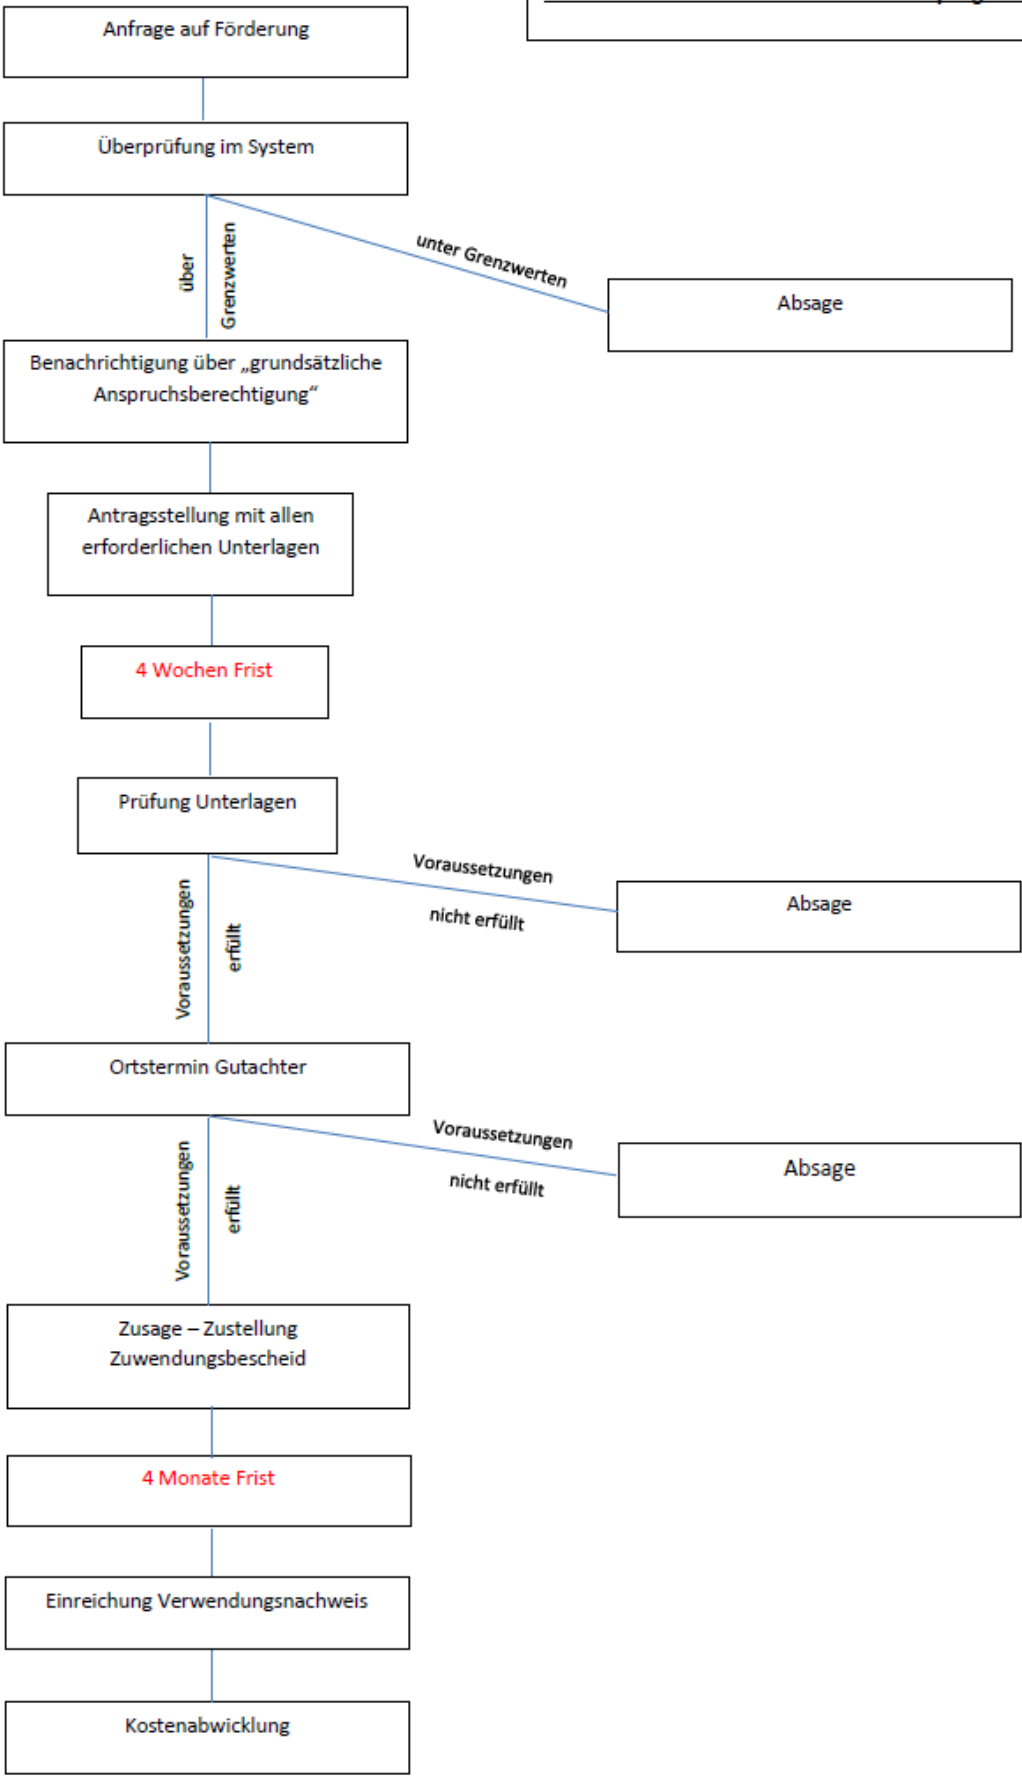 Anfrage auf Förderung
Überprüfung im System
über
Grenzwerten
unter Grenzwerten
Absage
Benachrichtigung über „grundsätzliche
Anspruchsberechtigung“
Antragsstellung mit allen
erforderlichen Unterlagen
4 Wochen Frist
Prüfung Unterlagen
Voraussetzungen
erfüllt
Voraussetzungen
nicht erfüllt
Absage
Ortstermin Gutachter
Voraussetzungen
erfüllt
Voraussetzungen
nicht erfüllt
Absage
Zusage – Zustellung
Zuwendungsbescheid
4 Monate Frist
Einreichung Verwendungsnachweis
Kostenabwicklung